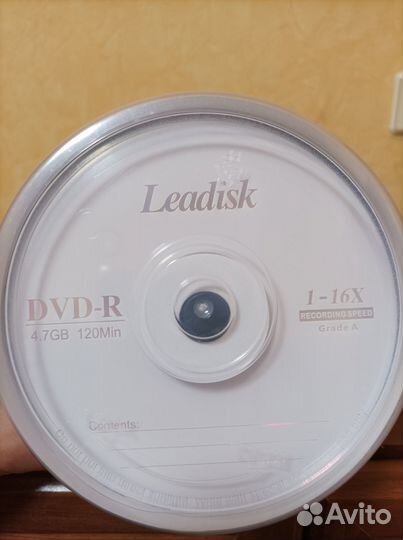 Leadisk
DVD-R
4.7GB 120Min
1-16X
RECORDING SPEED
Grade A
Contents:
Avito